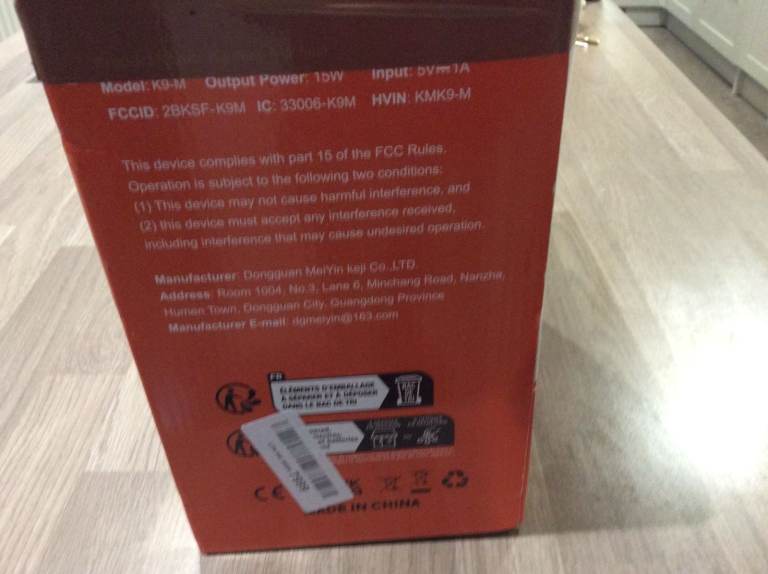 Model: K9-M Output Power: 15W Input: 5V⎓1A
FCCID: 2BKSF-K9M IC: 33006-K9M HVIN: KMK9-M
This device complies with part 15 of the FCC Rules.
Operation is subject to the following two conditions:
(1) This device may not cause harmful interference, and
(2) this device must accept any interference received,
including interference that may cause undesired operation.
Manufacturer: Dongguan MeiYin keji Co.,LTD.
Address: Room 1004, No.3, Lane 6, Minchang Road, Nanzha,
Humen Town, Dongguan City, Guangdong Province
Manufacturer E-mail: dgmeiyin@163.com
FR
ÉLÉMENTS D'EMBALLAGE
À SÉPARER ET À DÉPOSER
DANS LE BAC DE TRI
BAC
DE
TRI
CE
MADE IN CHINA